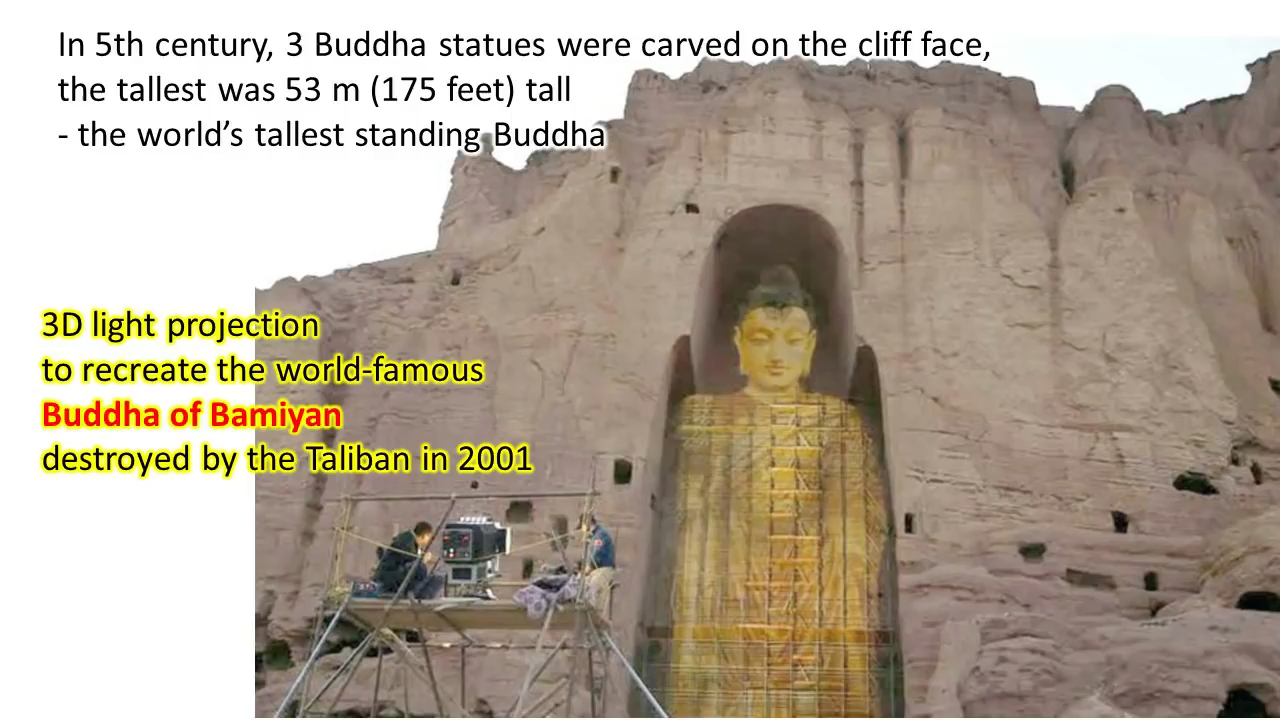 In 5th century, 3 Buddha statues were carved on the cliff face,
the tallest was 53 m (175 feet) tall
- the world’s tallest standing Buddha
3D light projection
to recreate the world-famous
Buddha of Bamiyan
destroyed by the Taliban in 2001